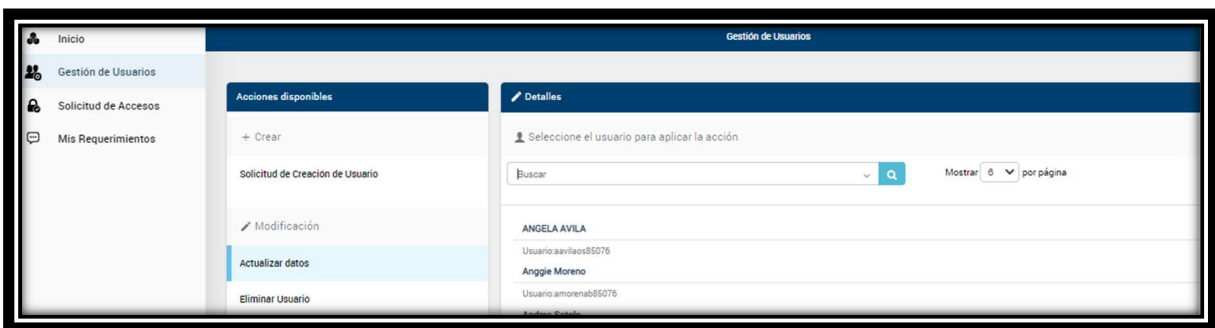 Inicio
Gestión de Usuarios
Solicitud de Accesos
Mis Requerimientos
Gestión de Usuarios
Acciones disponibles
+ Crear
Solicitud de Creación de Usuario
Modificación
Actualizar datos
Eliminar Usuario
Detalles
Seleccione el usuario para aplicar la acción
Buscar
Mostrar 6 por página
ANGELA AVILA
Usuario:aavilaos85076
Anggie Moreno
Usuario:amorenab85076